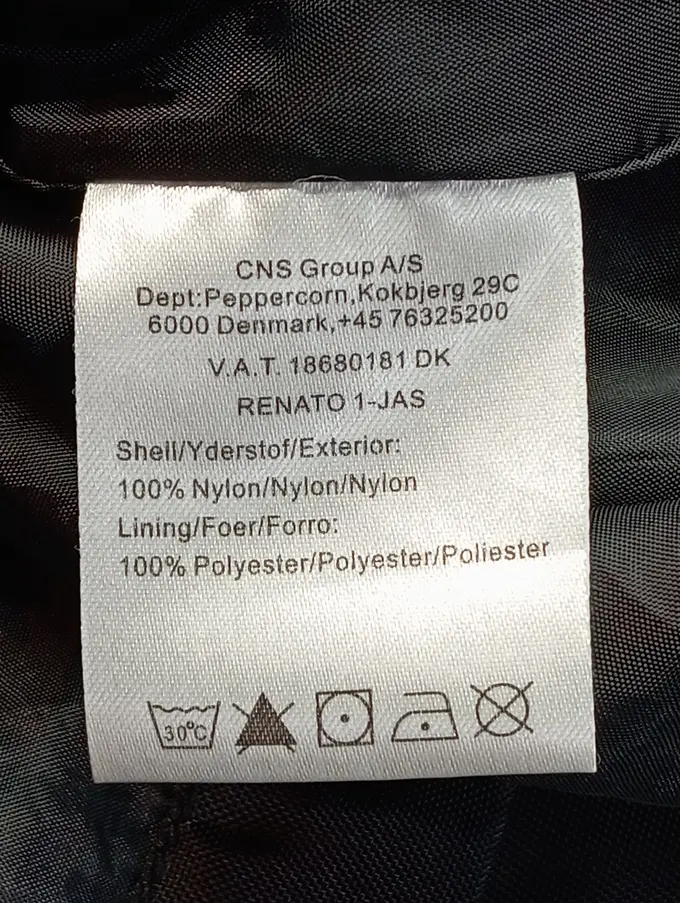 CNS Group A/S
Dept:Peppercorn,Kokbjerg 29C
6000 Denmark,+45 76325200
V.A.T. 18680181 DK
RENATO 1-JAS
Shell/Yderstof/Exterior:
100% Nylon/Nylon/Nylon
Lining/Foer/Forro:
100% Polyester/Polyester/Poliester
30°C